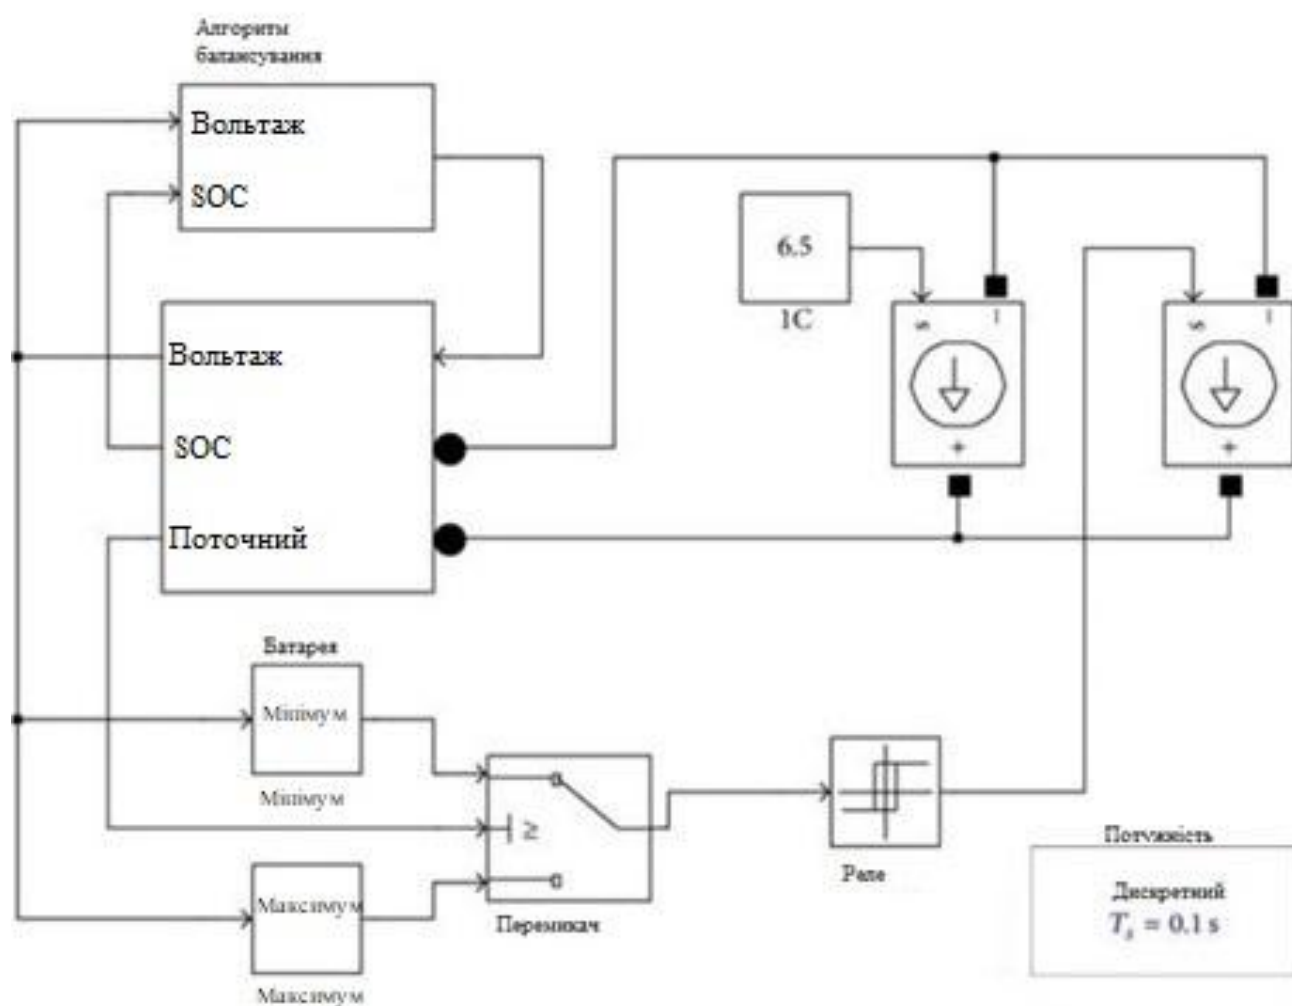 Алгоритм
балансування
Вольтаж
SOC
6.5
1C
s
−
s
−
Вольтаж
SOC
+
+
Поточний
Батарея
Мінімум
Мінімум
≥
Реле
Потужність
Дискретний
Tₛ = 0.1 s
Максимум
Перемикач
Максимум